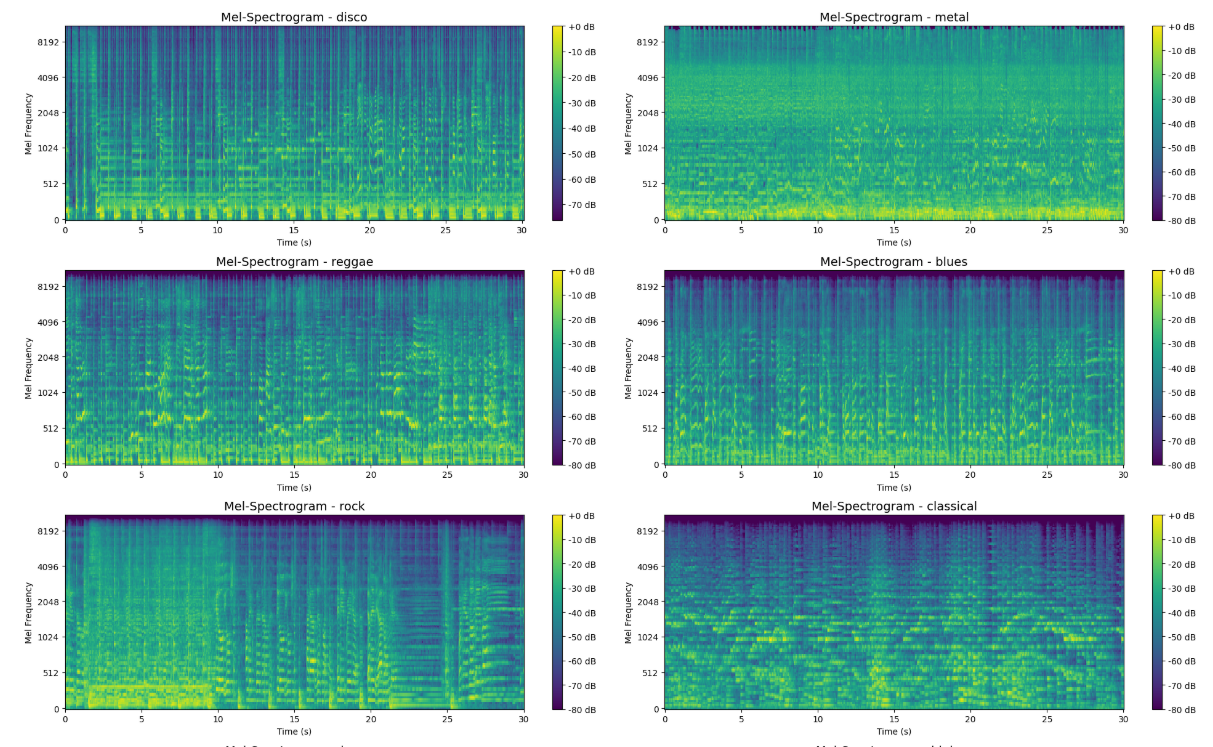 Mel-Spectrogram - disco
Mel Frequency
8192
4096
2048
1024
512
0
0 5 10 15 20 25 30
Time (s)
+0 dB
-10 dB
-20 dB
-30 dB
-40 dB
-50 dB
-60 dB
-70 dB
Mel-Spectrogram - metal
Mel Frequency
8192
4096
2048
1024
512
0
0 5 10 15 20 25 30
Time (s)
+0 dB
-10 dB
-20 dB
-30 dB
-40 dB
-50 dB
-60 dB
-70 dB
-80 dB
Mel-Spectrogram - reggae
Mel Frequency
8192
4096
2048
1024
512
0
0 5 10 15 20 25 30
Time (s)
+0 dB
-10 dB
-20 dB
-30 dB
-40 dB
-50 dB
-60 dB
-70 dB
-80 dB
Mel-Spectrogram - blues
Mel Frequency
8192
4096
2048
1024
512
0
0 5 10 15 20 25 30
Time (s)
+0 dB
-10 dB
-20 dB
-30 dB
-40 dB
-50 dB
-60 dB
-70 dB
-80 dB
Mel-Spectrogram - rock
Mel Frequency
8192
4096
2048
1024
512
0
0 5 10 15 20 25 30
Time (s)
+0 dB
-10 dB
-20 dB
-30 dB
-40 dB
-50 dB
-60 dB
-70 dB
-80 dB
Mel-Spectrogram - classical
Mel Frequency
8192
4096
2048
1024
512
0
0 5 10 15 20 25 30
Time (s)
+0 dB
-10 dB
-20 dB
-30 dB
-40 dB
-50 dB
-60 dB
-70 dB
-80 dB